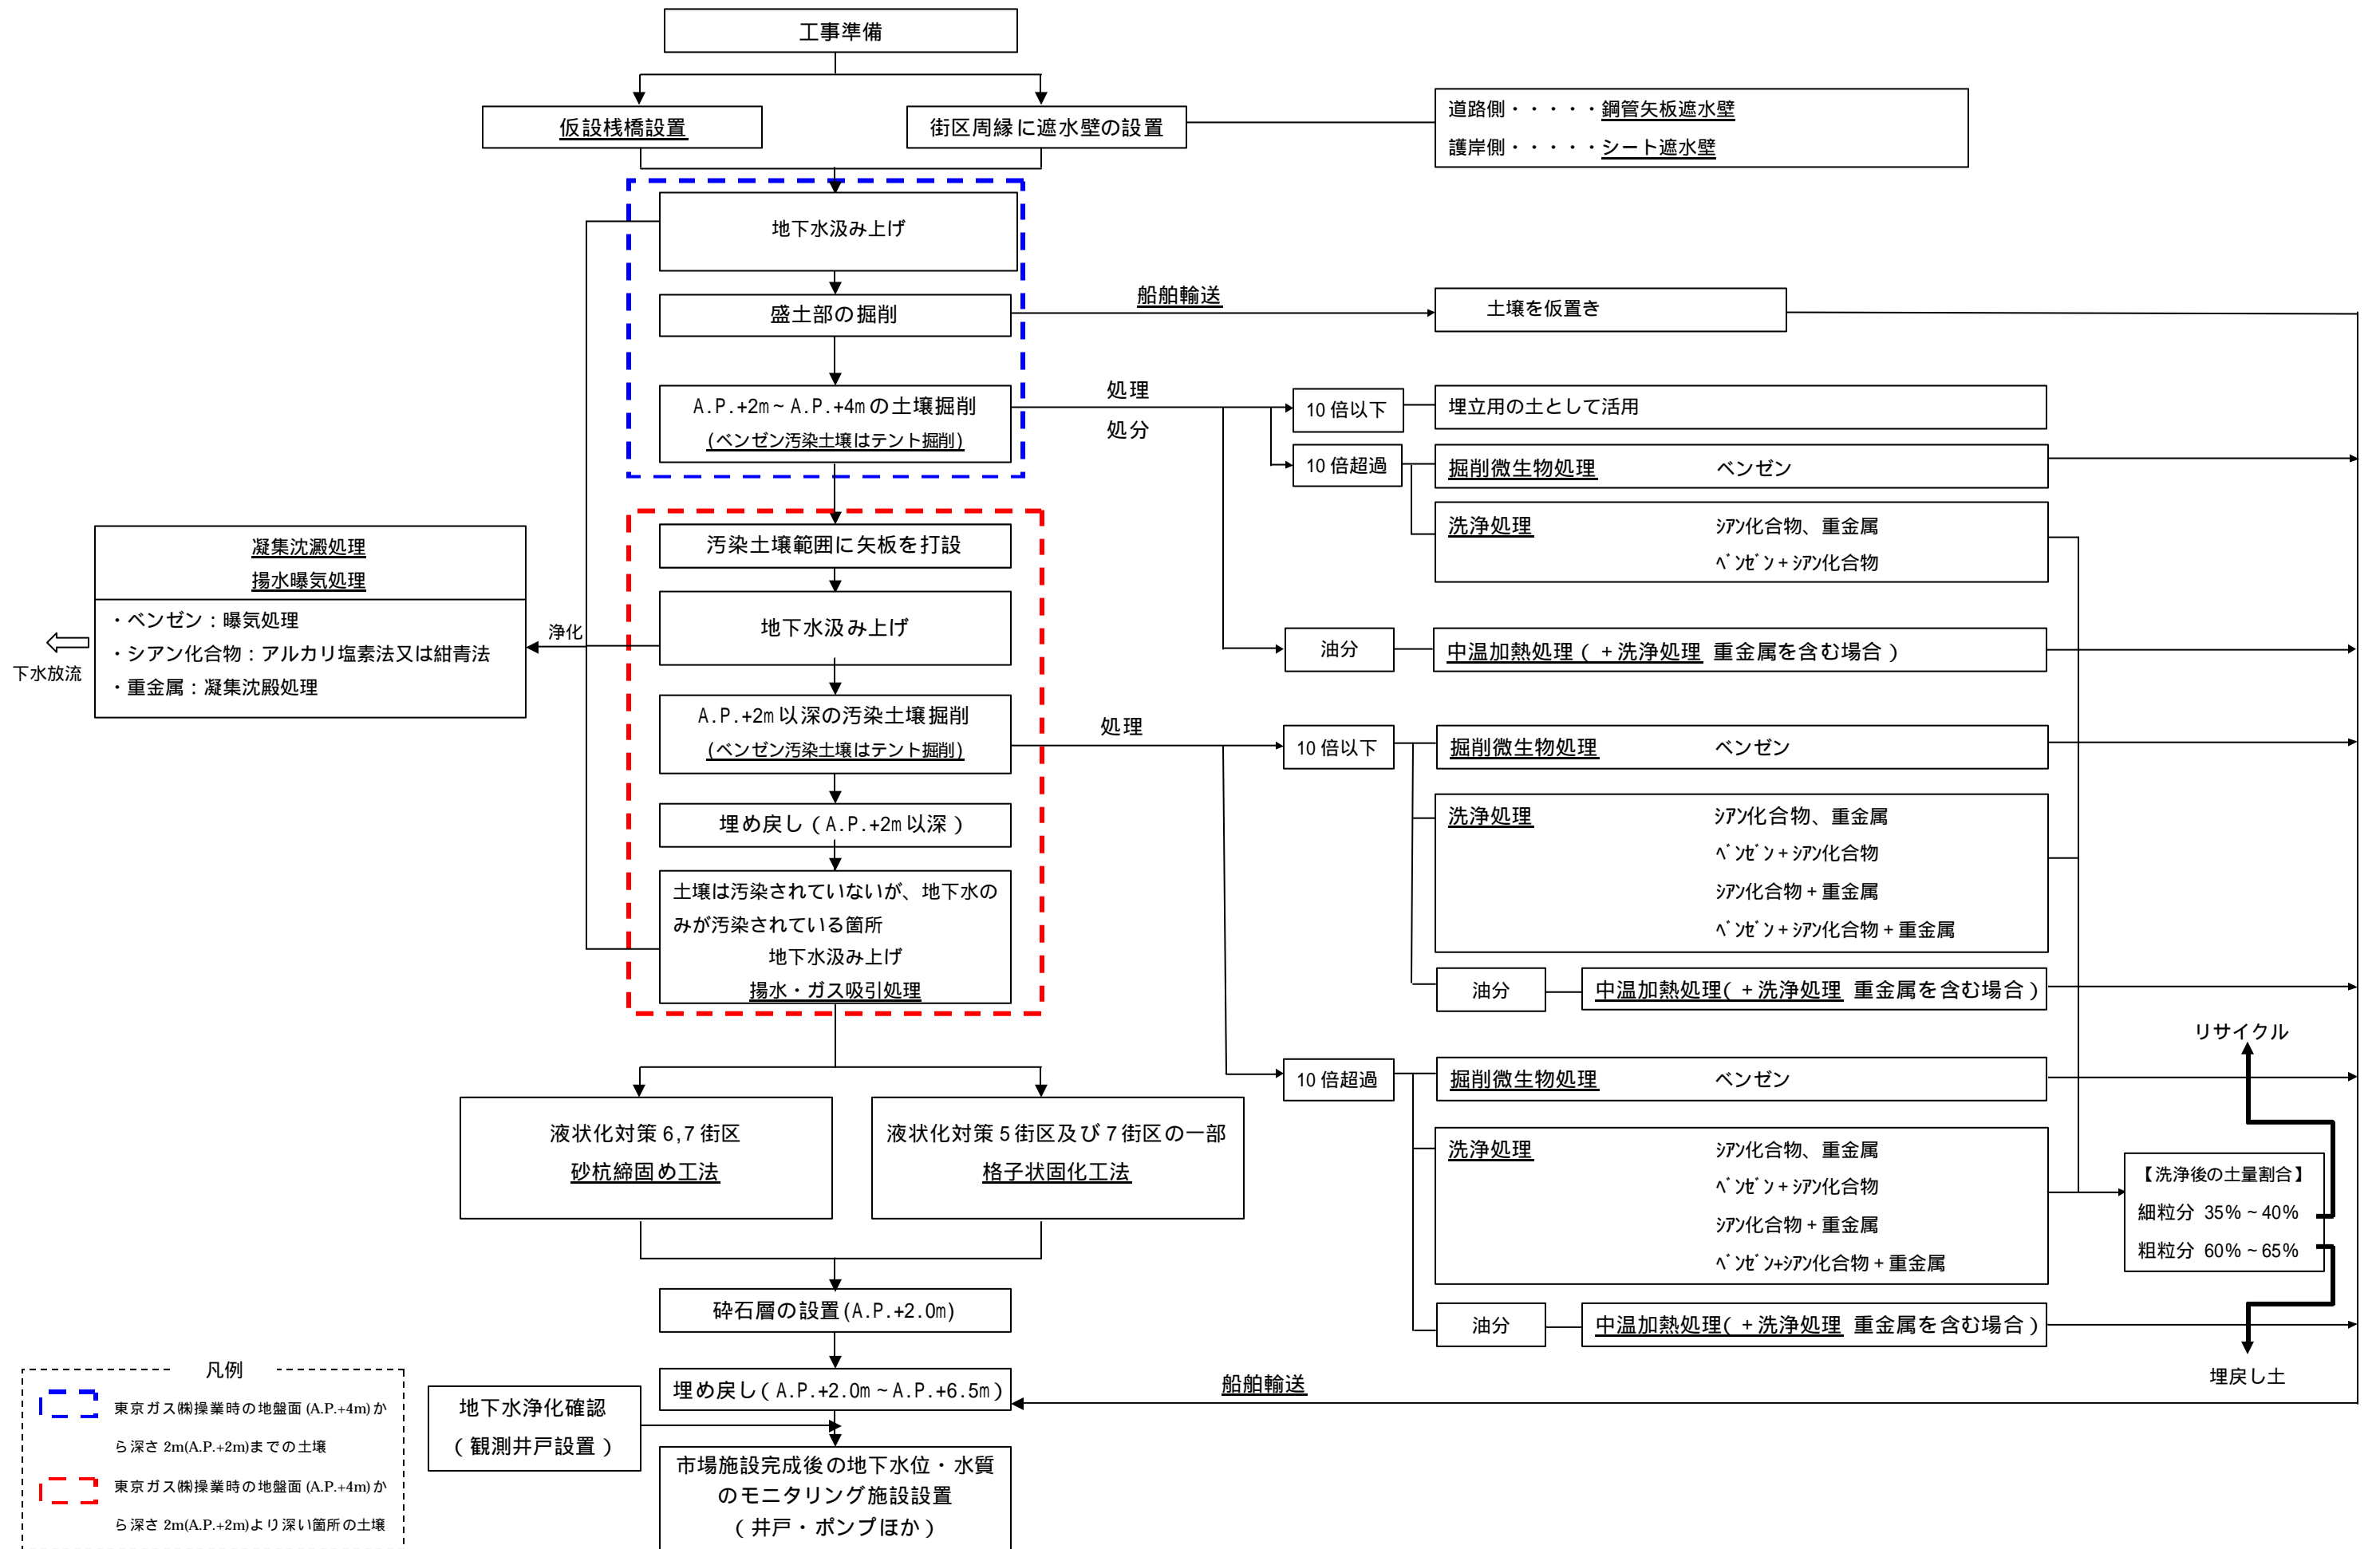 工事準備
仮設桟橋設置
街区周縁に遮水壁の設置
道路側・・・・・鋼管矢板遮水壁
護岸側・・・・・シート遮水壁
地下水汲み上げ
盛土部の掘削
船舶輸送
土壌を仮置き
A.P.+2m~A.P.+4mの土壌掘削
(ベンゼン汚染土壌はテント掘削)
処理
処分
10倍以下
埋立用の土として活用
10倍超過
掘削微生物処理 ベンゼン
洗浄処理 シアン化合物、重金属
ベンゼン+シアン化合物
油分
中温加熱処理(+洗浄処理 重金属を含む場合)
汚染土壌範囲に矢板を打設
地下水汲み上げ
浄化
凝集沈澱処理
揚水曝気処理
・ベンゼン:曝気処理
・シアン化合物:アルカリ塩素法又は紺青法
・重金属:凝集沈殿処理
下水放流
A.P.+2m以深の汚染土壌掘削
(ベンゼン汚染土壌はテント掘削)
処理
10倍以下
掘削微生物処理 ベンゼン
洗浄処理 シアン化合物、重金属
ベンゼン+シアン化合物
シアン化合物+重金属
ベンゼン+シアン化合物+重金属
油分
中温加熱処理(+洗浄処理 重金属を含む場合)
埋め戻し(A.P.+2m以深)
土壌は汚染されていないが、地下水の
みが汚染されている箇所
地下水汲み上げ
揚水・ガス吸引処理
10倍超過
掘削微生物処理 ベンゼン
洗浄処理 シアン化合物、重金属
ベンゼン+シアン化合物
シアン化合物+重金属
ベンゼン+シアン化合物+重金属
油分
中温加熱処理(+洗浄処理 重金属を含む場合)
リサイクル
【洗浄後の土量割合】
細粒分 35%~40%
粗粒分 60%~65%
埋戻し土
液状化対策6,7街区
砂杭締固め工法
液状化対策5街区及び7街区の一部
格子状固化工法
砕石層の設置(A.P.+2.0m)
埋め戻し(A.P.+2.0m~A.P.+6.5m)
船舶輸送
地下水浄化確認
(観測井戸設置)
市場施設完成後の地下水位・水質
のモニタリング施設設置
(井戸・ポンプほか)
凡例
東京ガス㈱操業時の地盤面(A.P.+4m)か
ら深さ2m(A.P.+2m)までの土壌
東京ガス㈱操業時の地盤面(A.P.+4m)か
ら深さ2m(A.P.+2m)より深い箇所の土壌